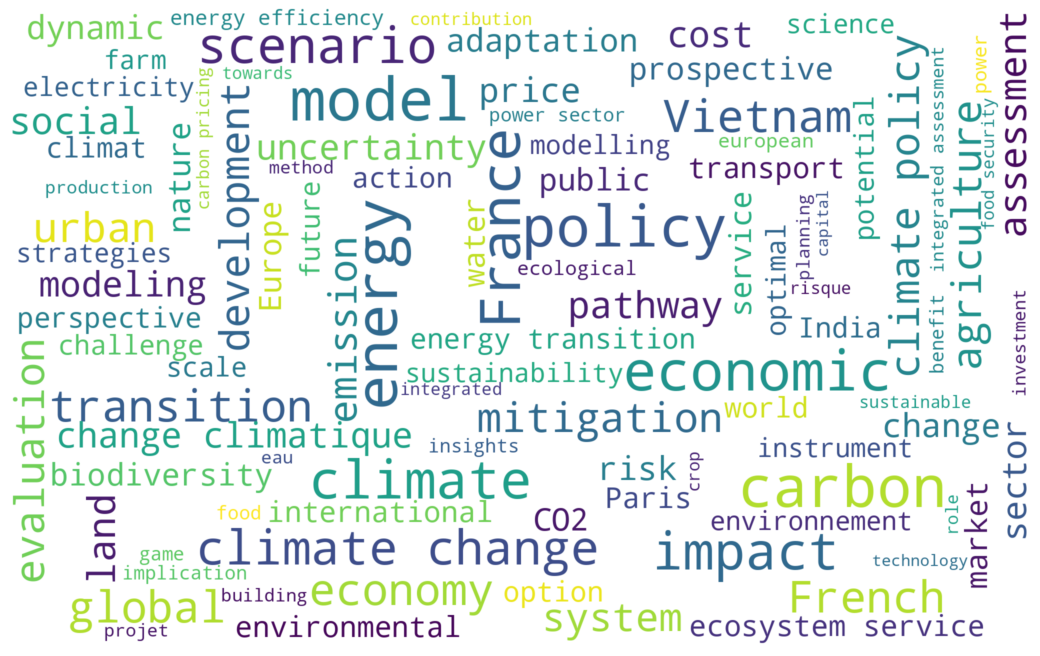 dynamic
energy efficiency
contribution
science
assessment
scenario
adaptation
cost
farm
towards
prospective
climate policy
integrated assessment
power
electricity
model
price
social
carbon pricing
development
power sector
Vietnam
potential
agriculture
food security
climat
nature
uncertainty
modelling
european
production
method
action
public
transport
urban
Europe
future
energy
water
France
policy
service
optimal
planning
capital
strategies
emission
ecological
risque
modeling
pathway
India
benefit
investment
perspective
challenge
energy transition
scale
sustainability
economic
evaluation
transition
integrated
mitigation
world
sustainable
change
change climatique
insights
instrument
sector
eau
biodiversity
climate
risk
crop
carbon
Paris
land
food
international
CO2
environnement
role
market
game
climate change
impact
technology
implication
building
economy
option
French
global
system
projet
environmental
ecosystem service